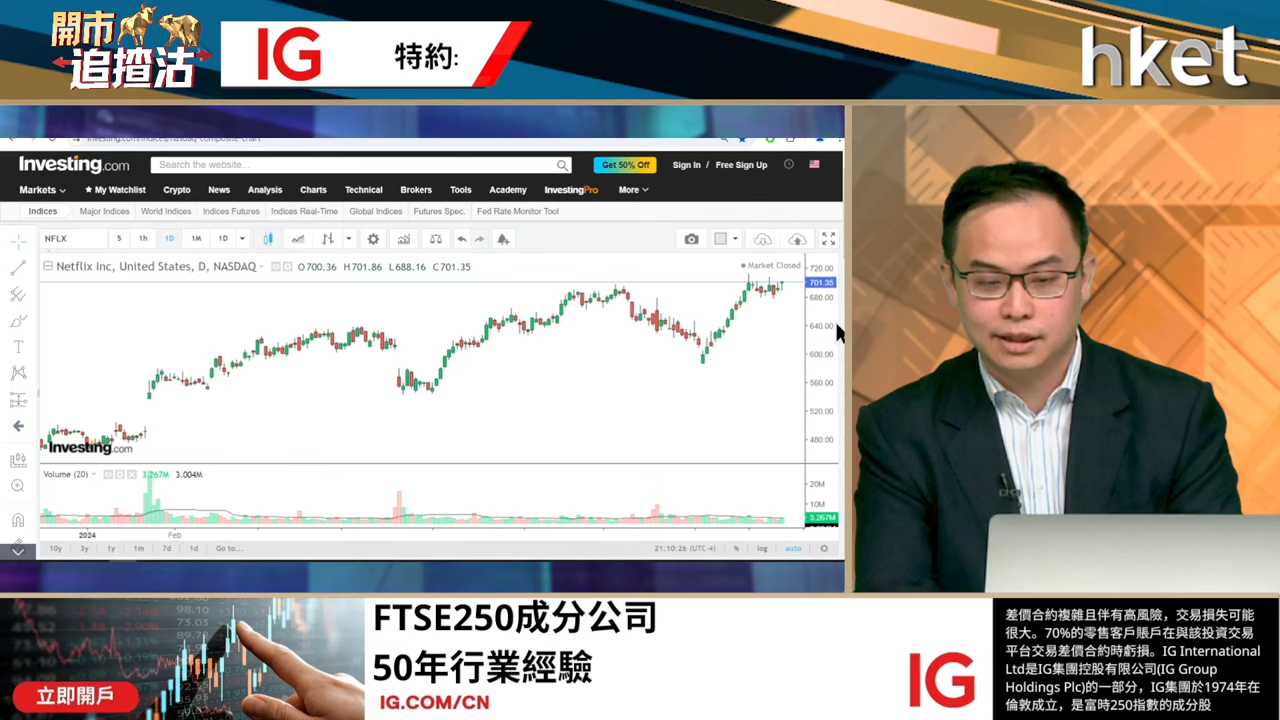 開市
追揸沽
IG
特約:
hket
investing.com/indices/nasdaq-composite-chart
Investing.com
Search the website...
Get 50% Off
Sign In / Free Sign Up
Markets
My Watchlist
Crypto
News
Analysis
Charts
Technical
Brokers
Tools
Academy
InvestingPro
More
Indices
Major Indices
World Indices
Indices Futures
Indices Real-Time
Global Indices
Futures Spec.
Fed Rate Monitor Tool
NFLX
5
1h
1D
1M
1D
Netflix Inc, United States, D, NASDAQ
O700.36 H701.86 L688.16 C701.35
Market Closed
720.00
701.35
680.00
640.00
600.00
560.00
520.00
480.00
Investing.com
Volume (20)
3.267M 3.004M
20M
10M
3.267M
2024
Feb
10y
3y
1y
1m
7d
1d
Go to...
21:10:26 (UTC-4)
%
log
auto
98.10
73.03
89.72
立即開戶
FTSE250成分公司
50年行業經驗
IG.COM/CN
IG
差價合約複雜且伴有高風險，交易損失可能
很大。70%的零售客戶賬戶在與該投資交易
平台交易差價合約時虧損。IG International
Ltd是IG集團控股有限公司(IG Group
Holdings Plc)的一部分，IG集團於1974年在
倫敦成立，是富時250指數的成分股